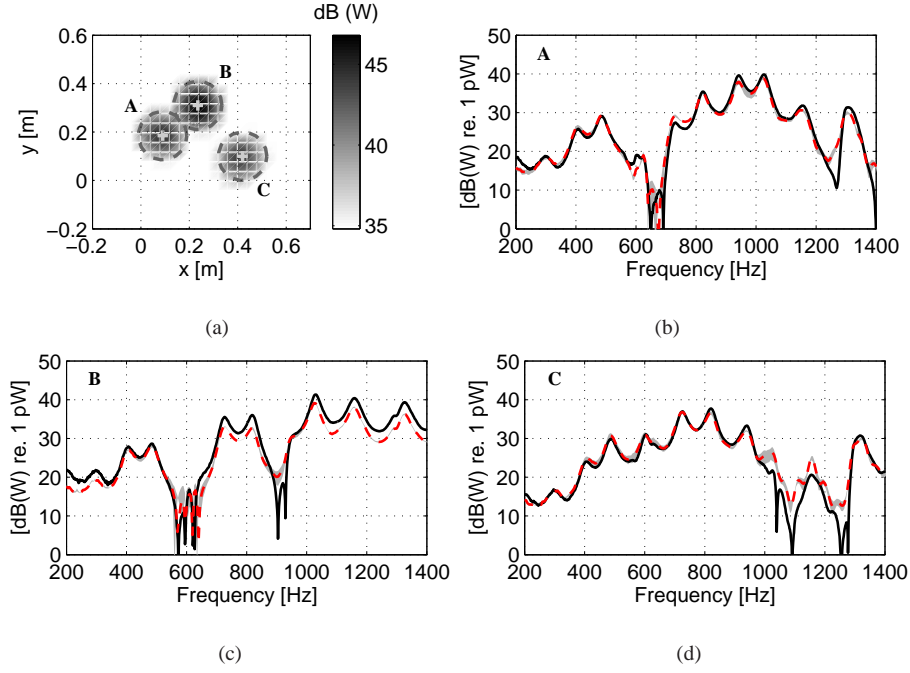 dB (W)
0.6
0.4
0.2
0
−0.2
y [m]
A
B
C
−0.2 0 0.2 0.4 0.6
x [m]
45
40
35
(a)
50
40
30
20
10
0
[dB(W) re. 1 pW]
A
200 400 600 800 1000 1200 1400
Frequency [Hz]
(b)
50
40
30
20
10
0
[dB(W) re. 1 pW]
B
200 400 600 800 1000 1200 1400
Frequency [Hz]
(c)
50
40
30
20
10
0
[dB(W) re. 1 pW]
C
200 400 600 800 1000 1200 1400
Frequency [Hz]
(d)